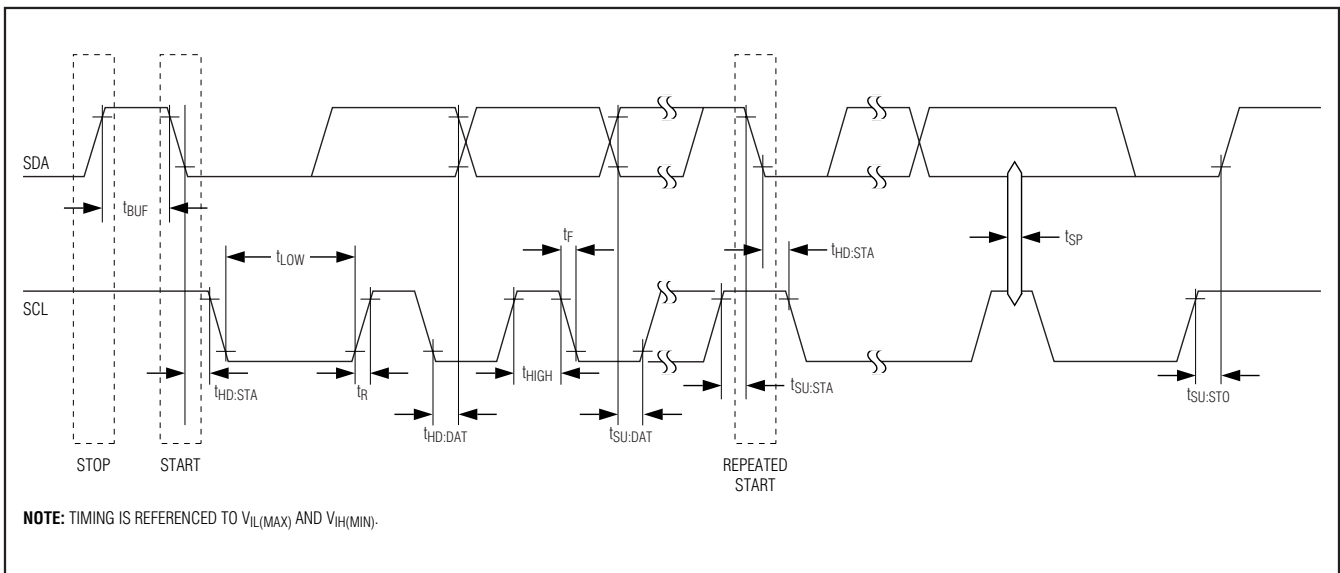 SDA
tBUF
tF
tSP
tLOW
tHD:STA
SCL
tHD:STA
tR
tHIGH
tSU:STA
tSU:STO
tHD:DAT
tSU:DAT
STOP
START
REPEATED
START
NOTE: TIMING IS REFERENCED TO VIL(MAX) AND VIH(MIN).